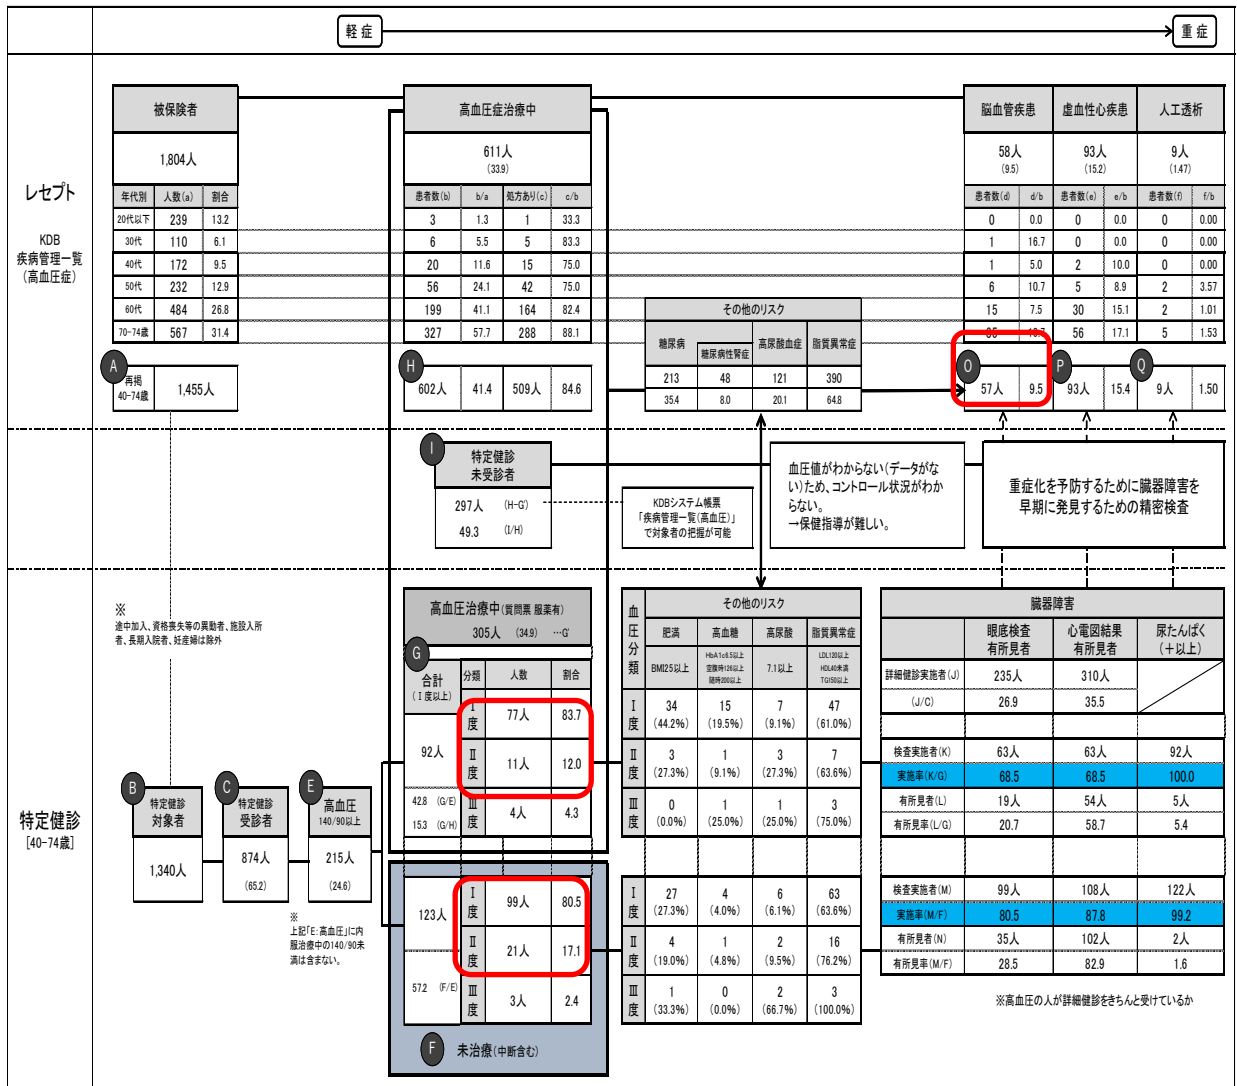 軽症
重症
レセプト
KDB
疾病管理一覧
(高血圧症)
被保険者
1,804人
年代別 人数(a) 割合
20代以下 239 13.2
30代 110 6.1
40代 172 9.5
50代 232 12.9
60代 484 26.8
70-74歳 567 31.4
A
再掲
40-74歳
1,455人
高血圧症治療中
611人
(33.9)
患者数(b) b/a 処方あり(c) c/b
3 1.3 1 33.3
6 5.5 5 83.3
20 11.6 15 75.0
56 24.1 42 75.0
199 41.1 164 82.4
327 57.7 288 88.1
H
602人 41.4 509人 84.6
その他のリスク
糖尿病 糖尿病性腎症 高尿酸血症 脂質異常症
213 48 121 390
35.4 8.0 20.1 64.8
脳血管疾患 虚血性心疾患 人工透析
58人 93人 9人
(9.5) (15.2) (1.47)
患者数(d) d/b 患者数(e) e/b 患者数(f) f/b
0 0.0 0 0.0 0 0.00
1 16.7 0 0.0 0 0.00
1 5.0 2 10.0 0 0.00
6 10.7 5 8.9 2 3.57
15 7.5 30 15.1 2 1.01
56 17.1 5 1.53
O P Q
57人 9.5 93人 15.4 9人 1.50
I
特定健診
未受診者
297人 (H-G')
49.3 (I/H)
KDBシステム帳票
「疾病管理一覧(高血圧)」
で対象者の把握が可能
血圧値がわからない(データがな
い)ため、コントロール状況がわか
らない。
→保健指導が難しい。
重症化を予防するために臓器障害を
早期に発見するための精密検査
特定健診
[40-74歳]
※
途中加入、資格喪失等の異動者、施設入所
者、長期入院者、妊産婦は除外
B
特定健診
対象者
1,340人
C
特定健診
受診者
874人
(65.2)
E
高血圧
140/90以上
215人
(24.6)
※
上記「E:高血圧」に内
服治療中の140/90未
満は含まない。
高血圧治療中(質問票 服薬有)
305人 (34.9) …G'
G
合計
(Ⅰ度以上)
分類 人数 割合
Ⅰ度 77人 83.7
92人
Ⅱ度 11人 12.0
42.8 (G/E)
15.3 (G/H)
Ⅲ度 4人 4.3
123人
Ⅰ度 99人 80.5
Ⅱ度 21人 17.1
57.2 (F/E)
Ⅲ度 3人 2.4
F
未治療(中断含む)
血圧分類
その他のリスク
肥満 高血糖 高尿酸 脂質異常症
BMI25以上
HbA1c6.5以上
空腹時126以上
随時200以上
7.1以上
LDL120以上
HDL40未満
TG150以上
Ⅰ度 34 15 7 47
(44.2%) (19.5%) (9.1%) (61.0%)
Ⅱ度 3 1 3 7
(27.3%) (9.1%) (27.3%) (63.6%)
Ⅲ度 0 1 1 3
(0.0%) (25.0%) (25.0%) (75.0%)
Ⅰ度 27 4 6 63
(27.3%) (4.0%) (6.1%) (63.6%)
Ⅱ度 4 1 2 16
(19.0%) (4.8%) (9.5%) (76.2%)
Ⅲ度 1 0 2 3
(33.3%) (0.0%) (66.7%) (100.0%)
臓器障害
眼底検査
有所見者
心電図結果
有所見者
尿たんぱく
(+以上)
詳細健診実施者(J) 235人 310人
(J/C) 26.9 35.5
検査実施者(K) 63人 63人 92人
実施率(K/G) 68.5 68.5 100.0
有所見者(L) 19人 54人 5人
有所見率(L/G) 20.7 58.7 5.4
検査実施者(M) 99人 108人 122人
実施率(M/F) 80.5 87.8 99.2
有所見者(N) 35人 102人 2人
有所見率(M/F) 28.5 82.9 1.6
※高血圧の人が詳細健診をきちんと受けているか